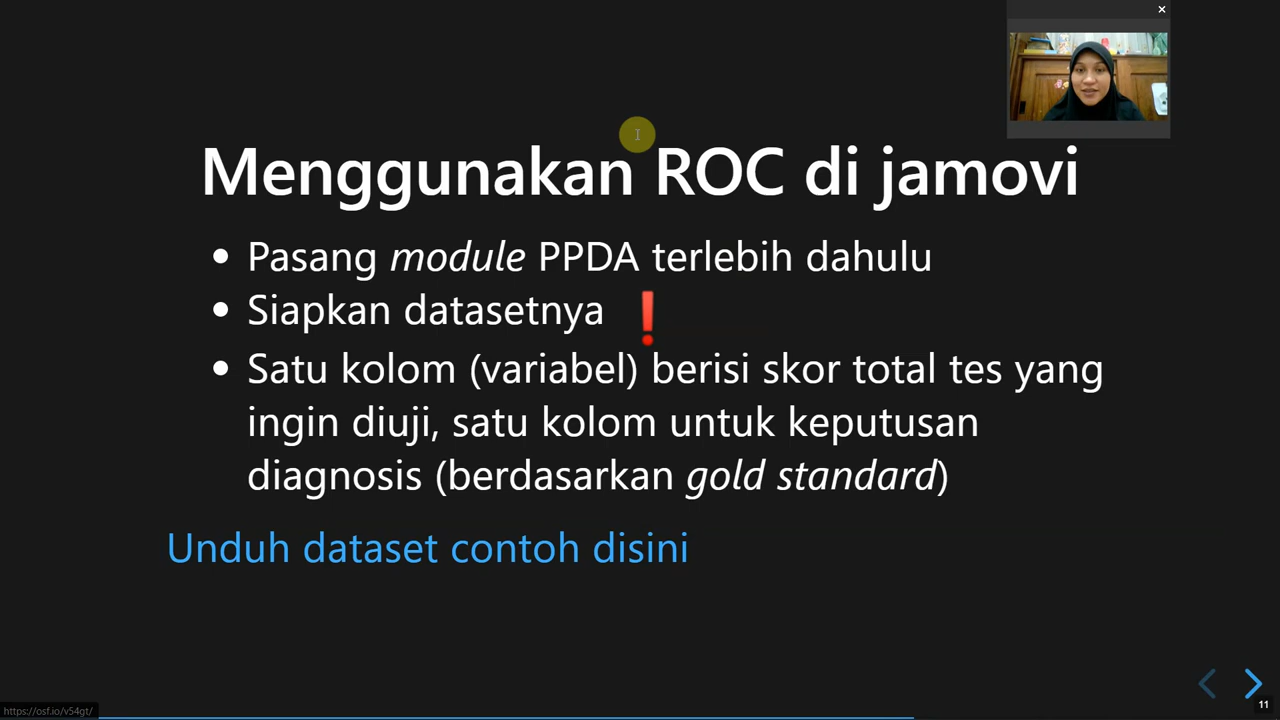 Menggunakan ROC di jamovi
• Pasang module PPDA terlebih dahulu
• Siapkan datasetnya ❗
• Satu kolom (variabel) berisi skor total tes yang
ingin diuji, satu kolom untuk keputusan
diagnosis (berdasarkan gold standard)
Unduh dataset contoh disini
https://osf.io/v54gt/
11